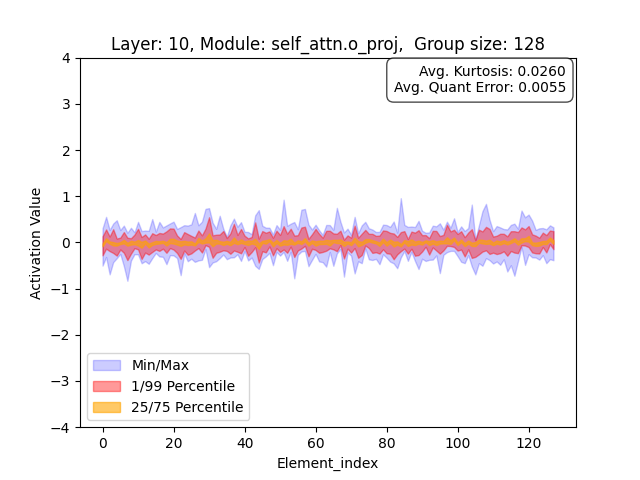 Layer: 10, Module: self_attn.o_proj,  Group size: 128
Avg. Kurtosis: 0.0260
Avg. Quant Error: 0.0055
4
3
2
1
0
−1
−2
−3
−4
Activation Value
Min/Max
1/99 Percentile
25/75 Percentile
0 20 40 60 80 100 120
Element_index